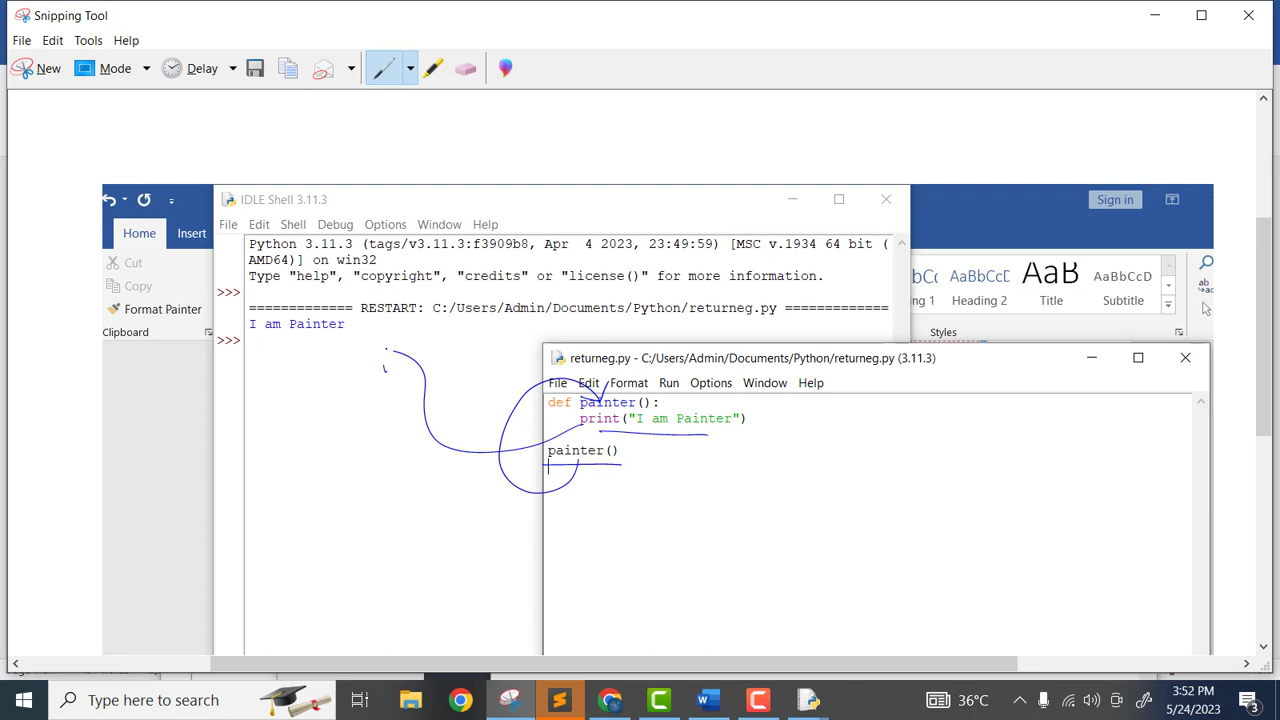 Snipping Tool
File Edit Tools Help
New Mode Delay
IDLE Shell 3.11.3
Sign in
Home Insert
File Edit Shell Debug Options Window Help
Cut
Copy
Format Painter
Clipboard
Python 3.11.3 (tags/v3.11.3:f3909b8, Apr  4 2023, 23:49:59) [MSC v.1934 64 bit (
AMD64)] on win32
Type "help", "copyright", "credits" or "license()" for more information.
>>>
============= RESTART: C:/Users/Admin/Documents/Python/returneg.py =============
I am Painter
>>>
AaBbCcDc AaB AaBbCcD
Heading 2 Title Subtitle
Styles
returneg.py - C:/Users/Admin/Documents/Python/returneg.py (3.11.3)
File Edit Format Run Options Window Help
def painter():
    print("I am Painter")
painter()
Type here to search
36°C
3:52 PM
5/24/2023
3